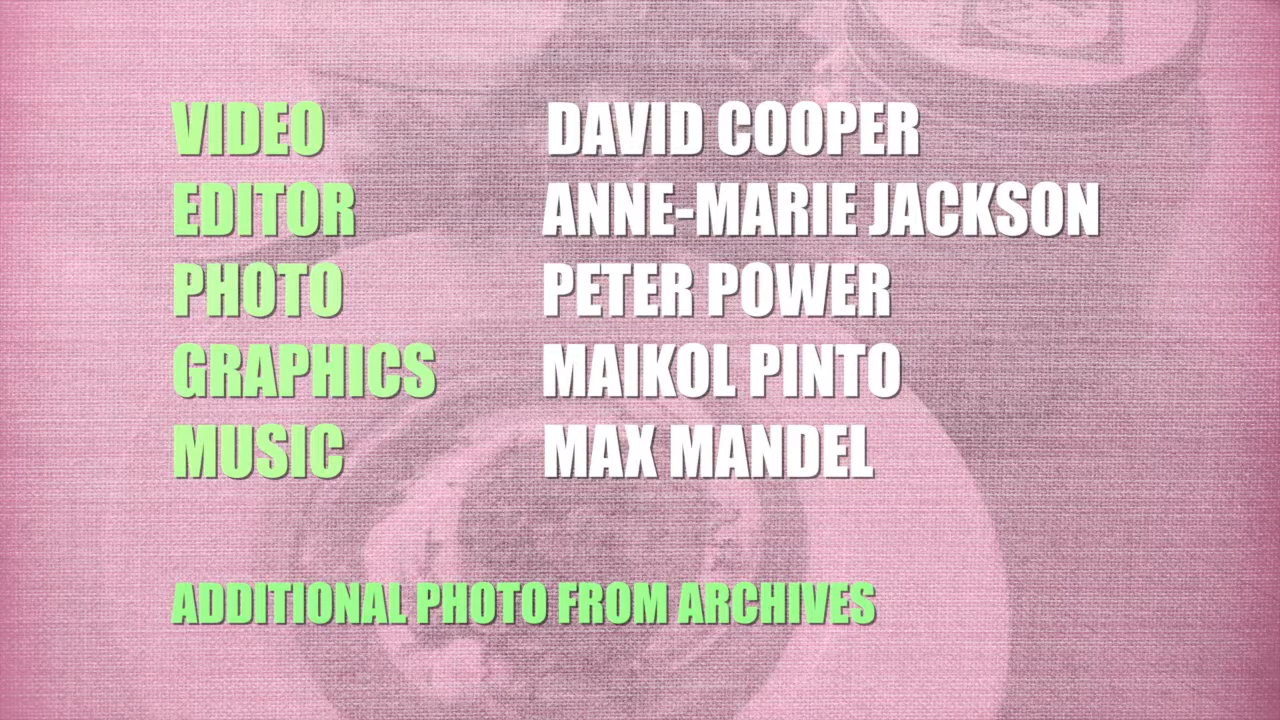 VIDEO DAVID COOPER
EDITOR ANNE-MARIE JACKSON
PHOTO PETER POWER
GRAPHICS MAIKOL PINTO
MUSIC MAX MANDEL
ADDITIONAL PHOTO FROM ARCHIVES